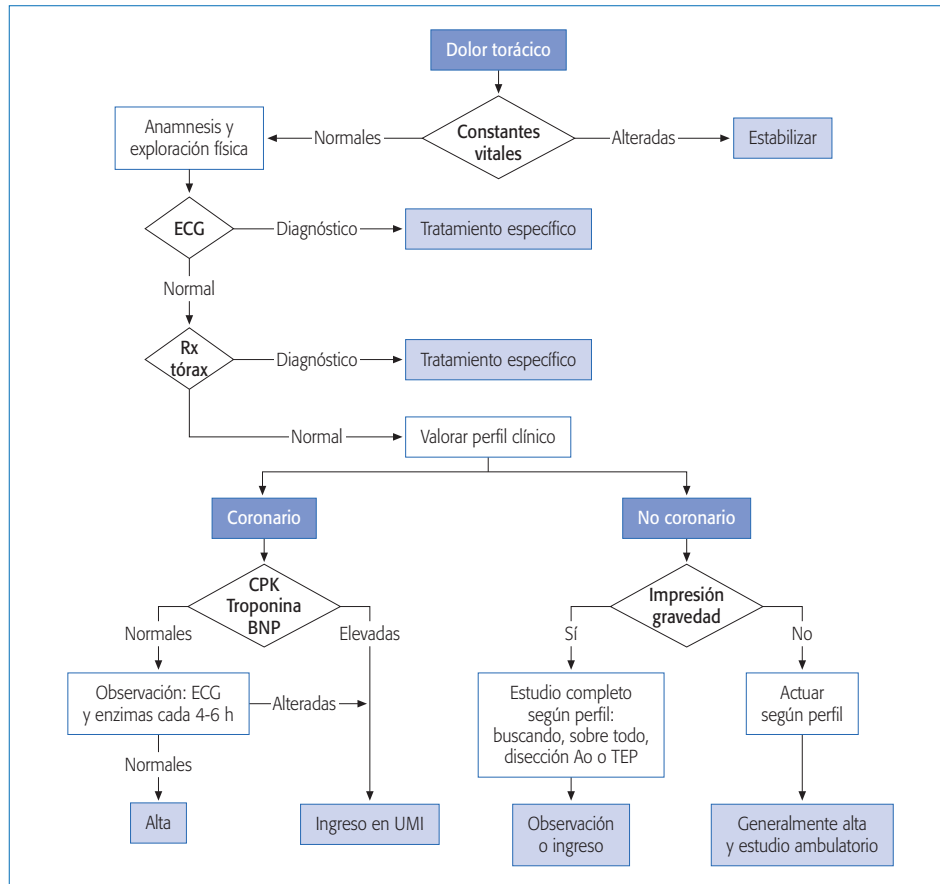 Dolor torácico
Anamnesis y
exploración física
Normales
Constantes
vitales
Alteradas
Estabilizar
ECG
Diagnóstico
Tratamiento específico
Normal
Rx
tórax
Diagnóstico
Tratamiento específico
Normal
Valorar perfil clínico
Coronario
No coronario
CPK
Troponina
BNP
Impresión
gravedad
Normales
Elevadas
Sí
No
Observación: ECG
y enzimas cada 4-6 h
Alteradas
Estudio completo
según perfil:
buscando, sobre todo,
disección Ao o TEP
Actuar
según perfil
Normales
Alta
Ingreso en UMI
Observación
o ingreso
Generalmente alta
y estudio ambulatorio